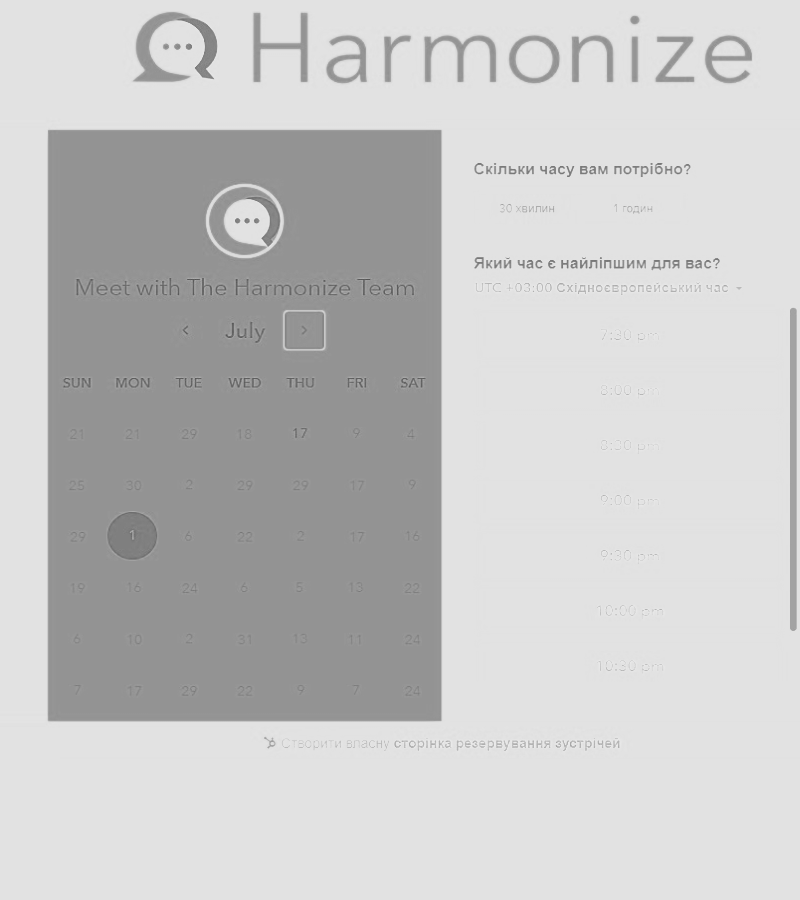 Harmonize
Meet with The Harmonize Team
July
SUN MON TUE WED THU FRI SAT
21 21 29 18 17 9 4
25 30 2 29 29 17 9
29 1 6 22 2 17 16
19 16 24 6 5 13 22
6 10 2 31 13 11 24
7 17 29 22 9 7 24
Скільки часу вам потрібно?
30 хвилин 1 годин
Який час є найліпшим для вас?
UTC +03:00 Східноєвропейський час
7:30 pm
8:00 pm
8:30 pm
9:00 pm
9:30 pm
10:00 pm
10:30 pm
Створити власну сторінка резервування зустрічей